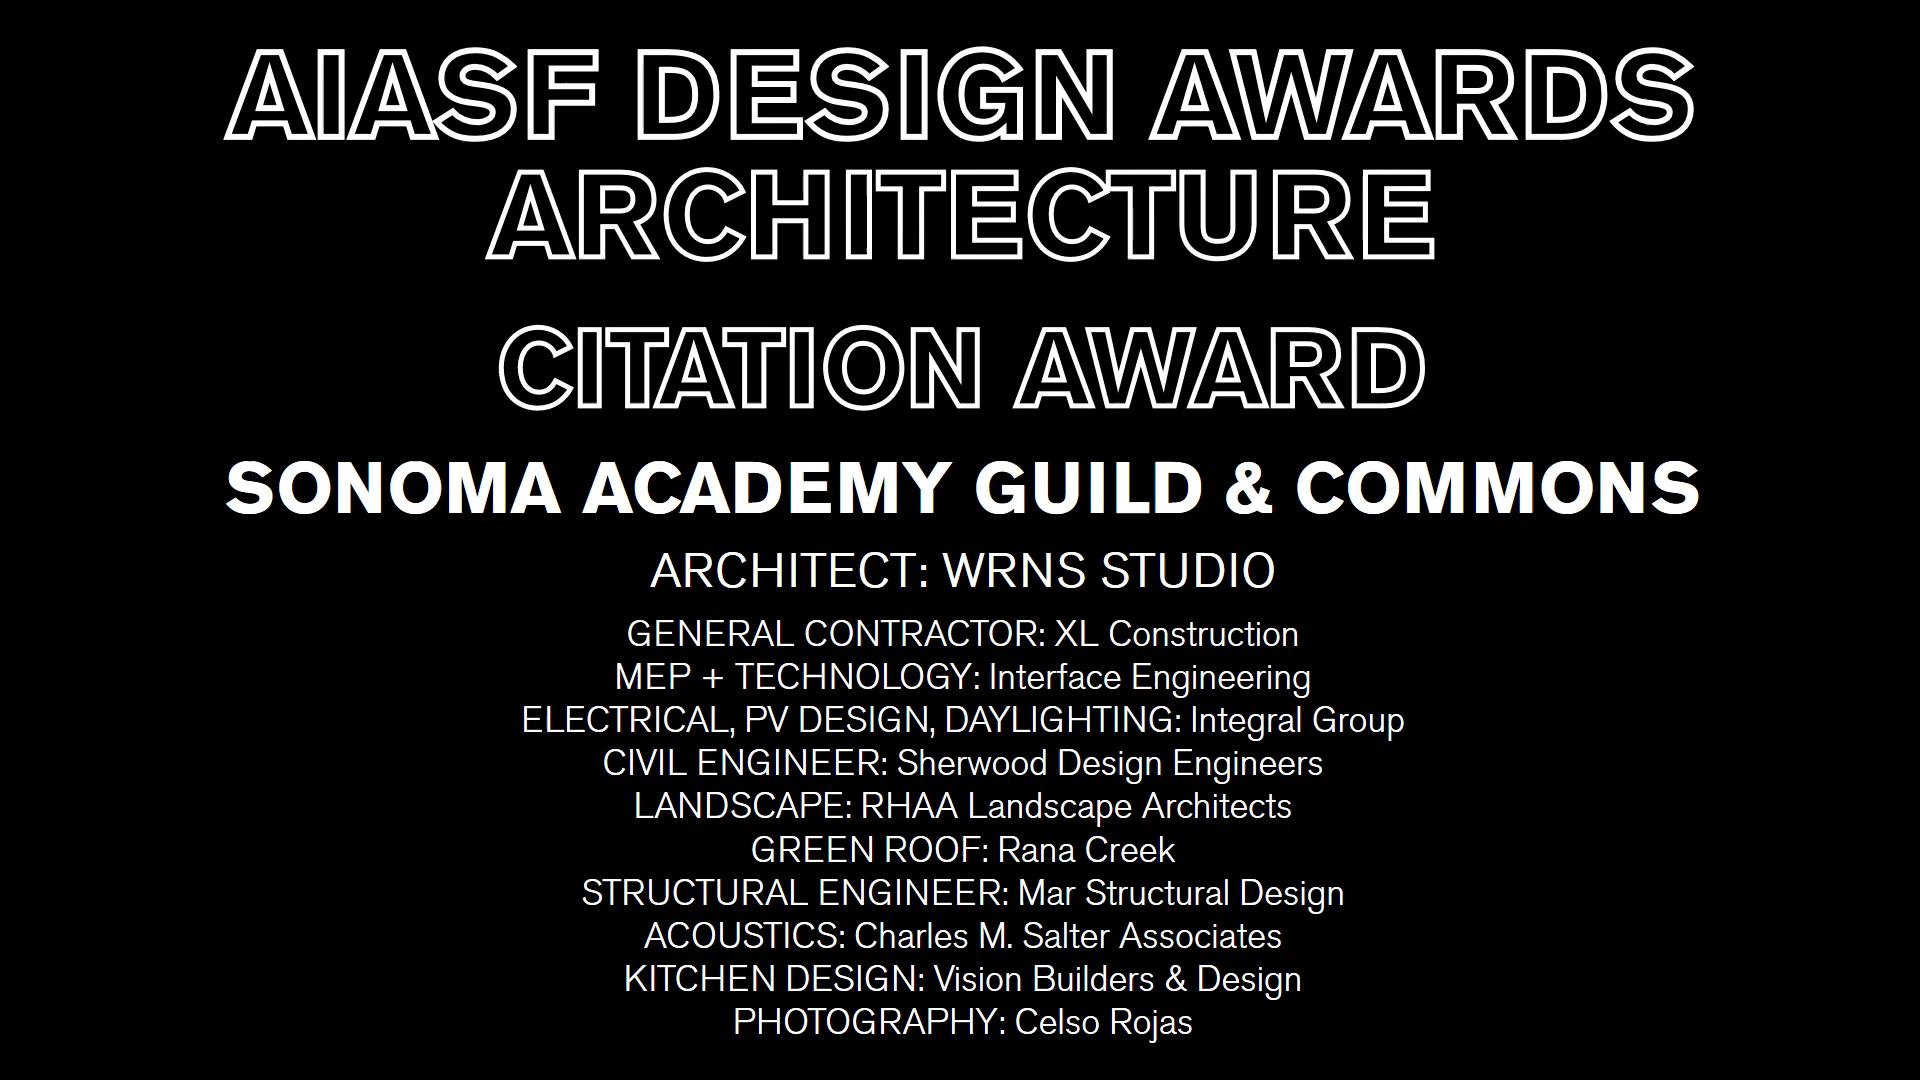 AIASF DESIGN AWARDS
ARCHITECTURE
CITATION AWARD
SONOMA ACADEMY GUILD & COMMONS
ARCHITECT: WRNS STUDIO
GENERAL CONTRACTOR: XL Construction
MEP + TECHNOLOGY: Interface Engineering
ELECTRICAL, PV DESIGN, DAYLIGHTING: Integral Group
CIVIL ENGINEER: Sherwood Design Engineers
LANDSCAPE: RHAA Landscape Architects
GREEN ROOF: Rana Creek
STRUCTURAL ENGINEER: Mar Structural Design
ACOUSTICS: Charles M. Salter Associates
KITCHEN DESIGN: Vision Builders & Design
PHOTOGRAPHY: Celso Rojas